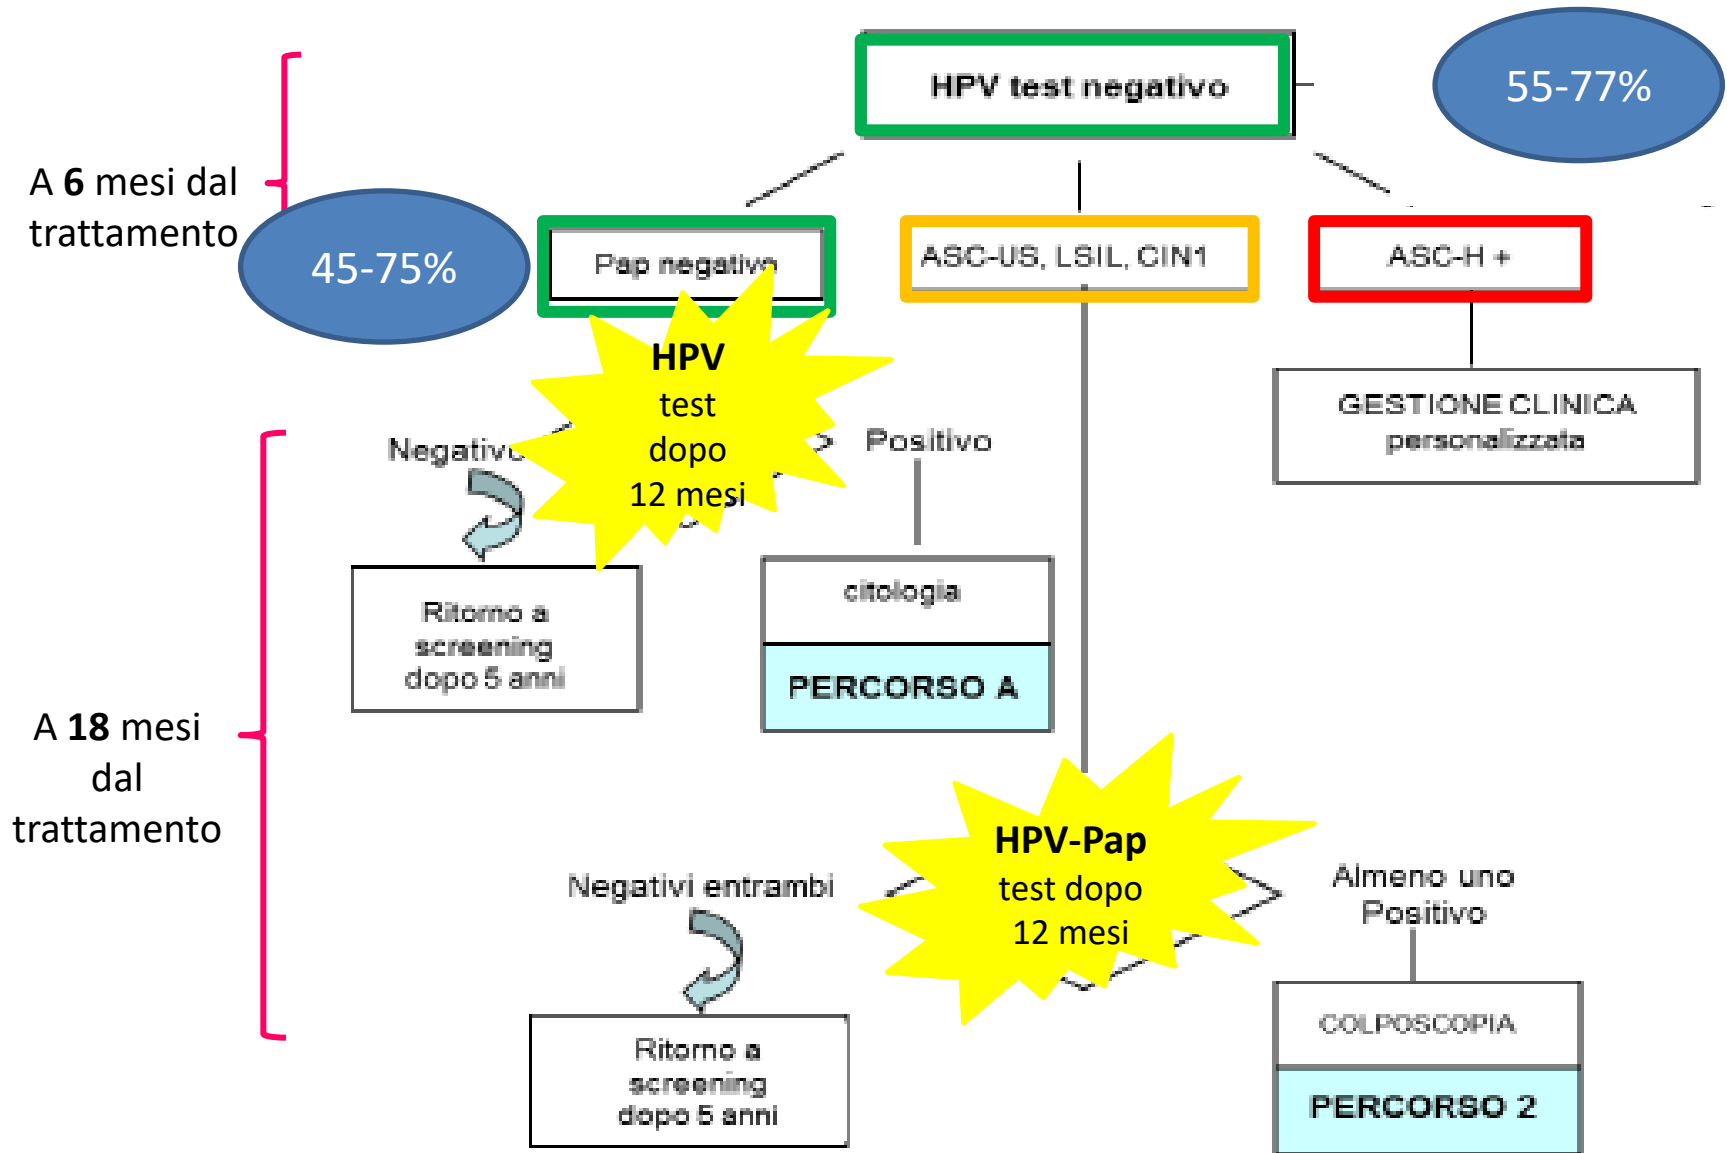 HPV test negativo
55-77%
A 6 mesi dal
trattamento
45-75%
Pap negativo
ASC-US, LSIL, CIN1
ASC-H +
HPV
test
dopo
12 mesi
Negativo
Positivo
GESTIONE CLINICA
personalizzata
Ritorno a
screening
dopo 5 anni
citologia
PERCORSO A
A 18 mesi
dal
trattamento
HPV-Pap
test dopo
12 mesi
Negativi entrambi
Almeno uno
Positivo
Ritorno a
screening
dopo 5 anni
COLPOSCOPIA
PERCORSO 2